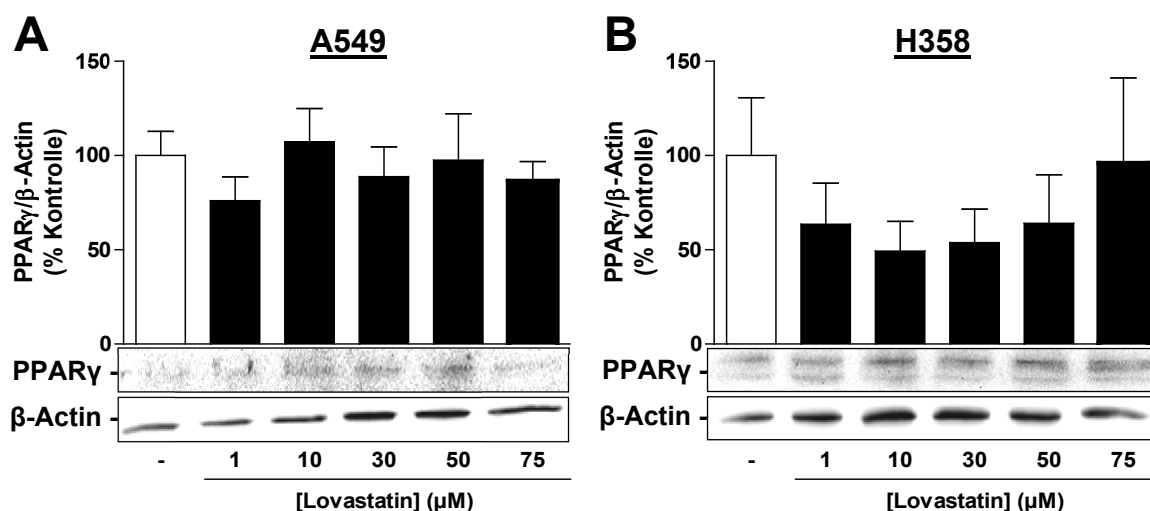 A
A549
150
100
50
0
PPARγ/β-Actin
(% Kontrolle)
PPARγ
β-Actin
- 1 10 30 50 75
[Lovastatin] (µM)
B
H358
150
100
50
0
PPARγ/β-Actin
(% Kontrolle)
PPARγ
β-Actin
- 1 10 30 50 75
[Lovastatin] (µM)